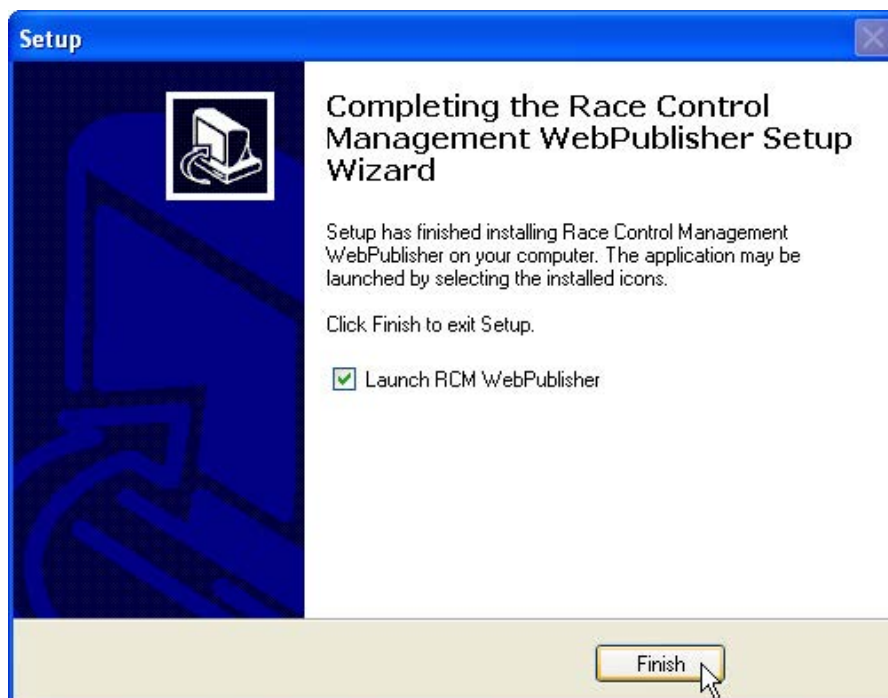 Setup
Completing the Race Control
Management WebPublisher Setup
Wizard
Setup has finished installing Race Control Management
WebPublisher on your computer. The application may be
launched by selecting the installed icons.
Click Finish to exit Setup.
Launch RCM WebPublisher
Finish